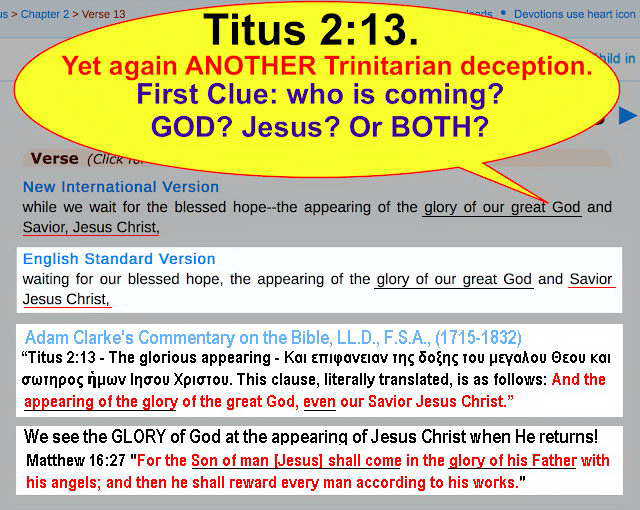 us > Chapter 2 > Verse 13
Devotions use heart icon
Titus 2:13.
Yet again ANOTHER Trinitarian deception.
First Clue: who is coming?
GOD? Jesus? Or BOTH?
Verse (Click for
New International Version
while we wait for the blessed hope--the appearing of the glory of our great God and
Savior, Jesus Christ,
English Standard Version
waiting for our blessed hope, the appearing of the glory of our great God and Savior
Jesus Christ,
Adam Clarke's Commentary on the Bible, LL.D., F.S.A., (1715-1832)
“Titus 2:13 - The glorious appearing - Και επιφανειαν της δοξης του μεγαλου Θεου και
σωτηρος ἡμων Ιησου Χριστου. This clause, literally translated, is as follows: And the
appearing of the glory of the great God, even our Savior Jesus Christ.”
We see the GLORY of God at the appearing of Jesus Christ when He returns!
Matthew 16:27 "For the Son of man [Jesus] shall come in the glory of his Father with
his angels; and then he shall reward every man according to his works."